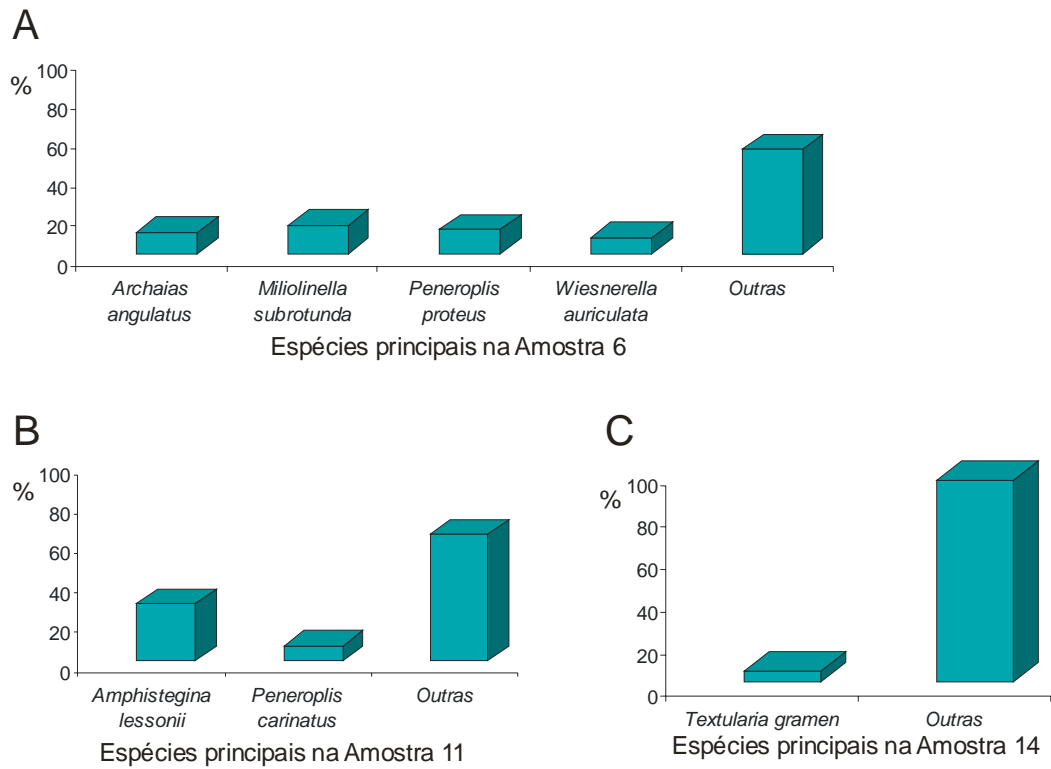 A
%
100
80
60
40
20
0
Archaias
angulatus
Miliolinella
subrotunda
Peneroplis
proteus
Wiesnerella
auriculata
Outras
Espécies principais na Amostra 6
B
%
100
80
60
40
20
0
Amphistegina
lessonii
Peneroplis
carinatus
Outras
Espécies principais na Amostra 11
C
%
100
80
60
40
20
0
Textularia gramen
Outras
Espécies principais na Amostra 14